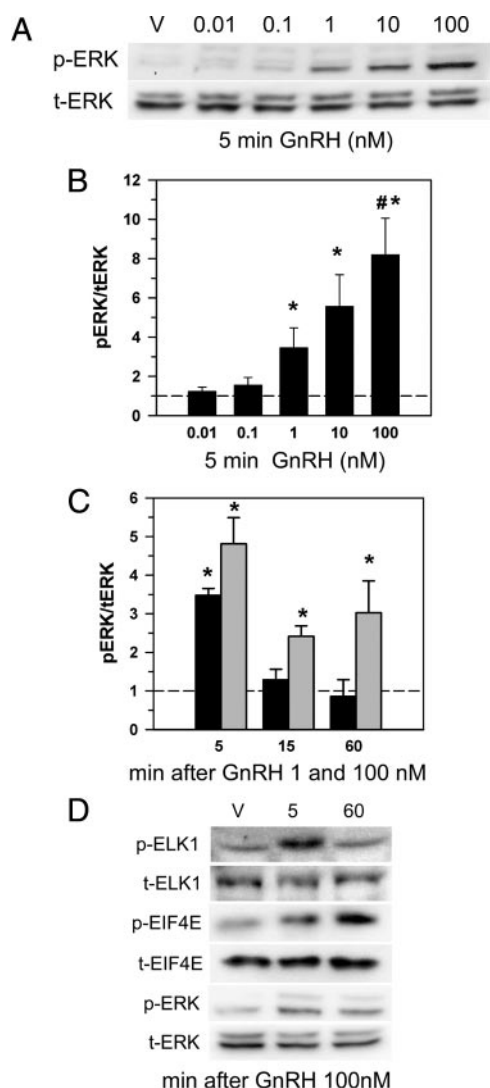 A
V 0.01 0.1 1 10 100
p-ERK
t-ERK
5 min GnRH (nM)
B
12
10
8
6
4
2
0
pERK/tERK
* * #*
0.01 0.1 1 10 100
5 min GnRH (nM)
C
6
5
4
3
2
1
0
pERK/tERK
* * * *
5 15 60
min after GnRH 1 and 100 nM
D
V 5 60
p-ELK1
t-ELK1
p-EIF4E
t-EIF4E
p-ERK
t-ERK
min after GnRH 100nM